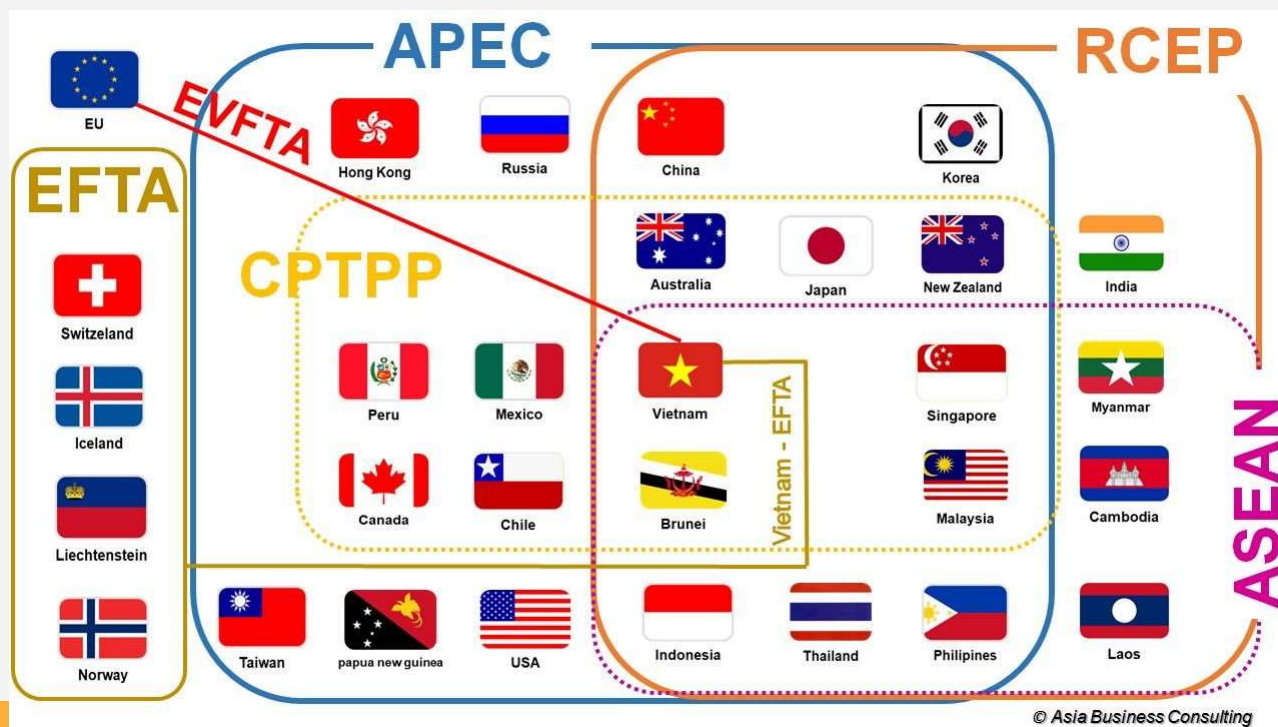 APEC
RCEP
EU
EVFTA
Hong Kong
Russia
China
Korea
EFTA
CPTPP
Australia
Japan
New Zealand
India
Switzeland
Peru
Mexico
Vietnam
Vietnam - EFTA
Singapore
Myanmar
ASEAN
Iceland
Canada
Chile
Brunei
Malaysia
Cambodia
Liechtenstein
Taiwan
papua new guinea
USA
Indonesia
Thailand
Philipines
Laos
Norway
© Asia Business Consulting